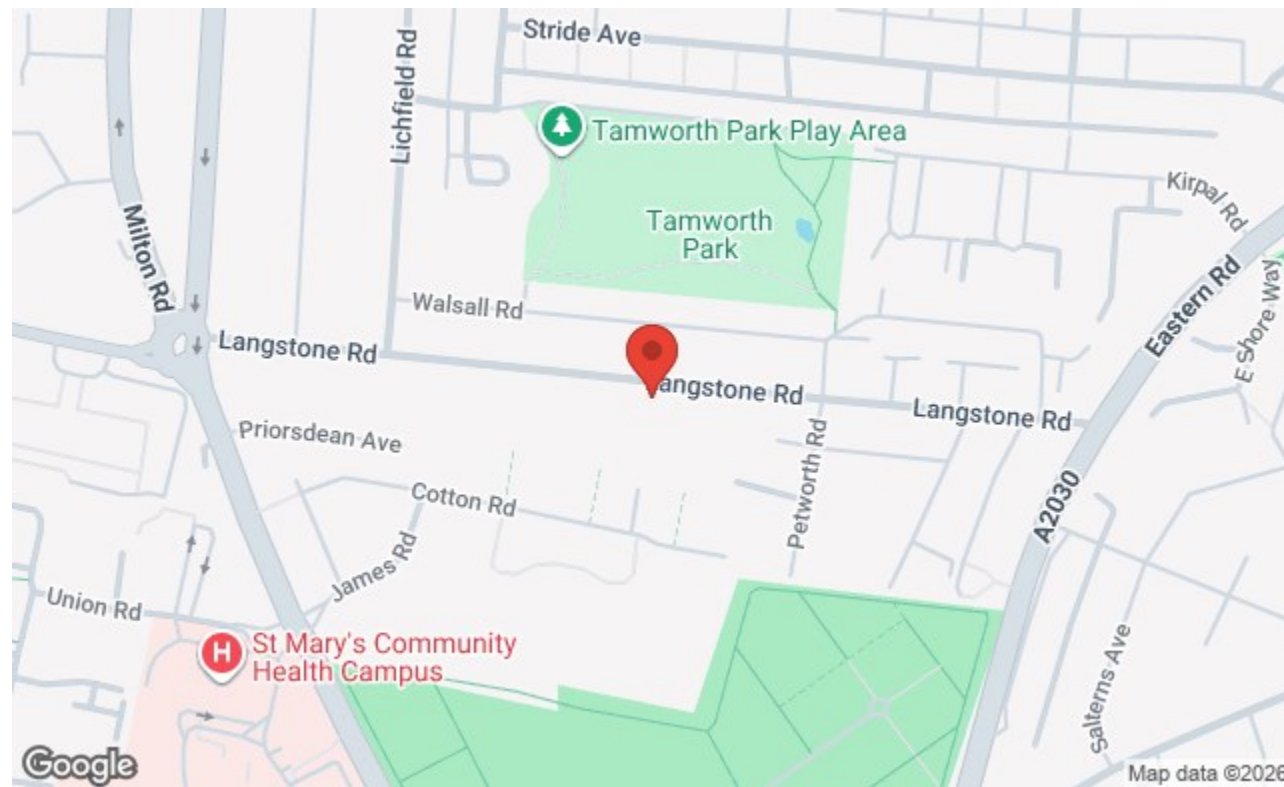 Stride Ave
Lichfield Rd
Tamworth Park Play Area
Kirpal Rd
Tamworth
Park
Milton Rd
Walsall Rd
Eastern Rd
E Shore Way
Langstone Rd
Langstone Rd
Langstone Rd
Priorsdean Ave
Petworth Rd
Cotton Rd
A2030
James Rd
Union Rd
H
St Mary's Community
Health Campus
Salterns Ave
Google
Map data ©2026